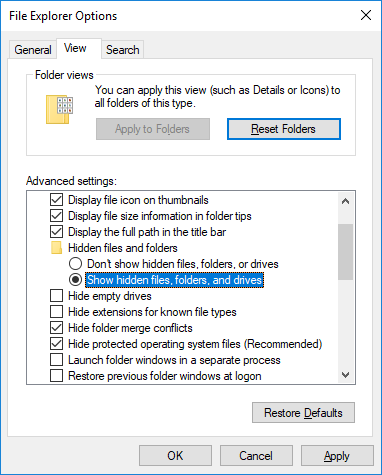 File Explorer Options
General View Search
Folder views
You can apply this view (such as Details or Icons) to
all folders of this type.
Apply to Folders Reset Folders
Advanced settings:
Display file icon on thumbnails
Display file size information in folder tips
Display the full path in the title bar
Hidden files and folders
Don't show hidden files, folders, or drives
Show hidden files, folders, and drives
Hide empty drives
Hide extensions for known file types
Hide folder merge conflicts
Hide protected operating system files (Recommended)
Launch folder windows in a separate process
Restore previous folder windows at logon
Restore Defaults
OK Cancel Apply